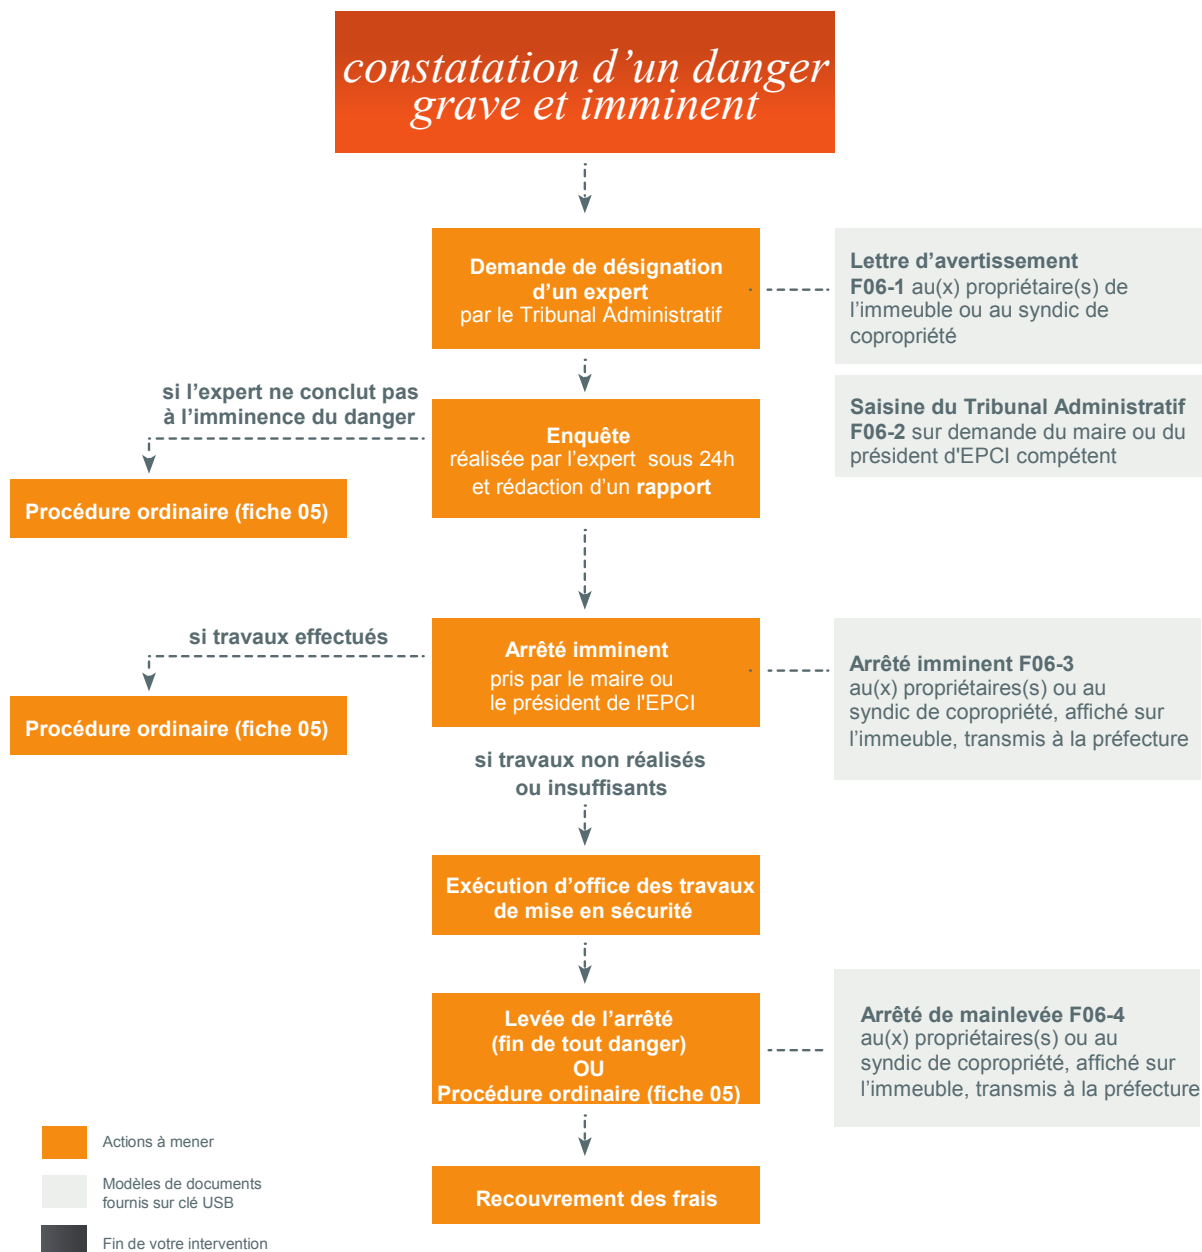 constatation d’un danger
grave et imminent
Demande de désignation
d’un expert
par le Tribunal Administratif
Lettre d’avertissement
F06-1 au(x) propriétaire(s) de
l’immeuble ou au syndic de
copropriété
si l’expert ne conclut pas
à l’imminence du danger
Saisine du Tribunal Administratif
F06-2 sur demande du maire ou du
président d'EPCI compétent
Enquête
réalisée par l’expert sous 24h
et rédaction d’un rapport
Procédure ordinaire (fiche 05)
si travaux effectués
Arrêté imminent
pris par le maire ou
le président de l'EPCI
Arrêté imminent F06-3
au(x) propriétaires(s) ou au
syndic de copropriété, affiché sur
l’immeuble, transmis à la préfecture
Procédure ordinaire (fiche 05)
si travaux non réalisés
ou insuffisants
Exécution d’office des travaux
de mise en sécurité
Levée de l’arrêté
(fin de tout danger)
OU
Procédure ordinaire (fiche 05)
Arrêté de mainlevée F06-4
au(x) propriétaires(s) ou au
syndic de copropriété, affiché sur
l’immeuble, transmis à la préfecture
Recouvrement des frais
Actions à mener
Modèles de documents
fournis sur clé USB
Fin de votre intervention